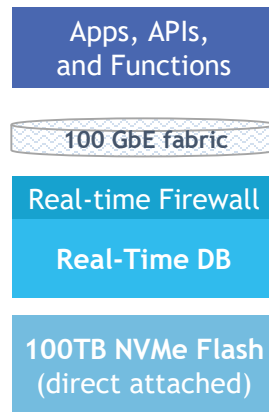 Apps, APIs,
and Functions
100 GbE fabric
Real-time Firewall
Real-Time DB
100TB NVMe Flash
(direct attached)